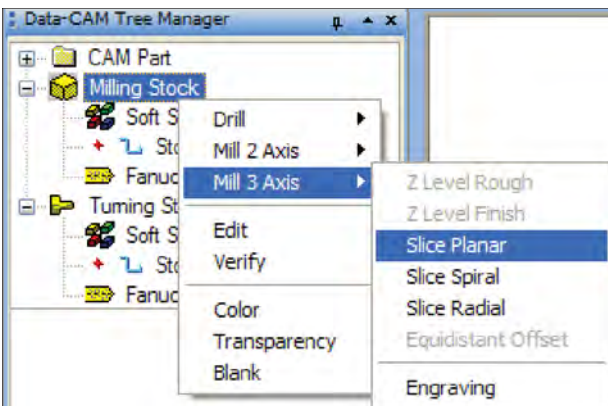 Data-CAM Tree Manager
CAM Part
Milling Stock
Soft S
Sto
Fanuc
Turning St
Soft S
Sto
Fanuc
Drill
Mill 2 Axis
Mill 3 Axis
Edit
Verify
Color
Transparency
Blank
Z Level Rough
Z Level Finish
Slice Planar
Slice Spiral
Slice Radial
Equidistant Offset
Engraving